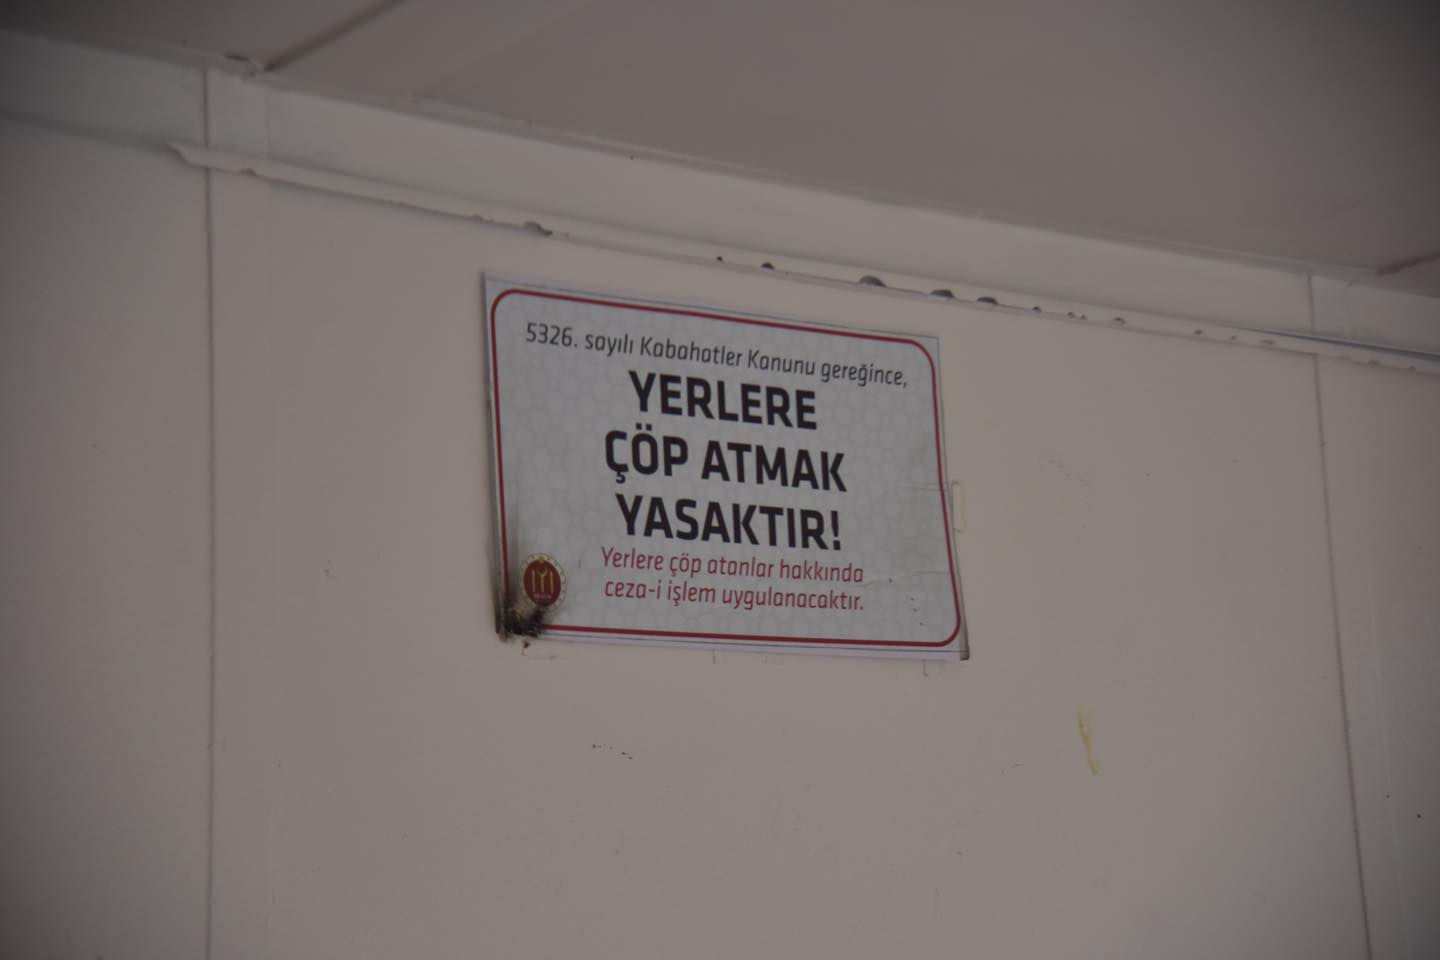 5326. sayılı Kabahatler Kanunu gereğince,
YERLERE
ÇÖP ATMAK
YASAKTIR!
Yerlere çöp atanlar hakkında
ceza-i işlem uygulanacaktır.